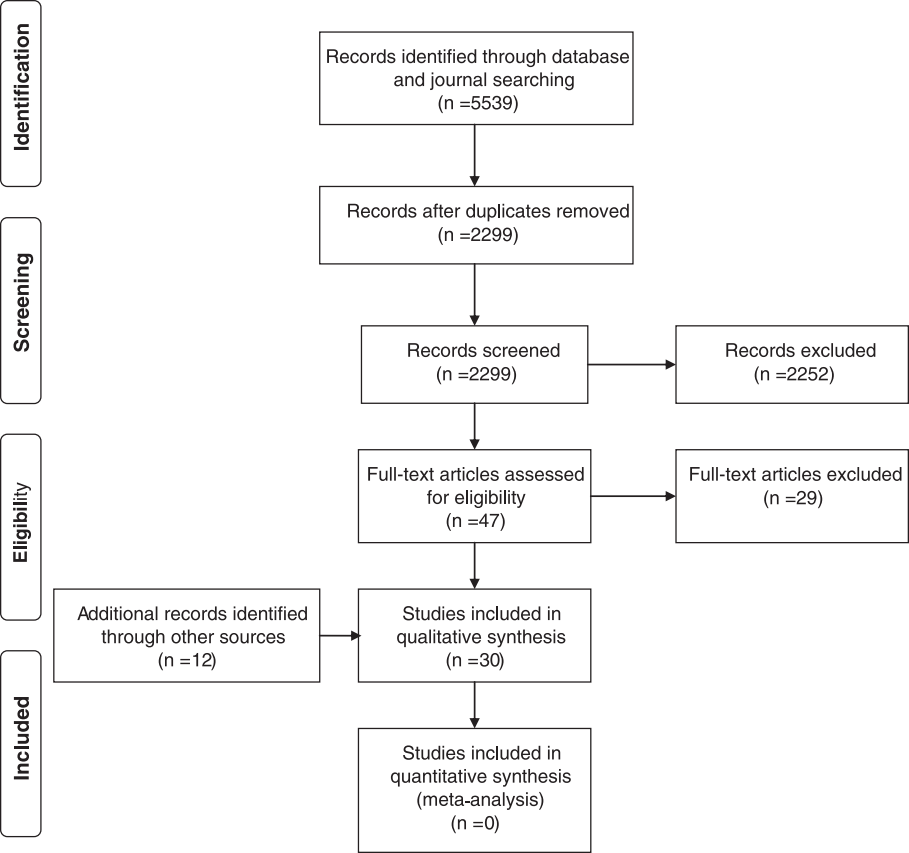 Identification
Records identified through database
and journal searching
(n =5539)
Records after duplicates removed
(n =2299)
Screening
Records screened
(n =2299)
Records excluded
(n =2252)
Eligibility
Full-text articles assessed
for eligibility
(n =47)
Full-text articles excluded
(n =29)
Additional records identified
through other sources
(n =12)
Studies included in
qualitative synthesis
(n =30)
Included
Studies included in
quantitative synthesis
(meta-analysis)
(n =0)